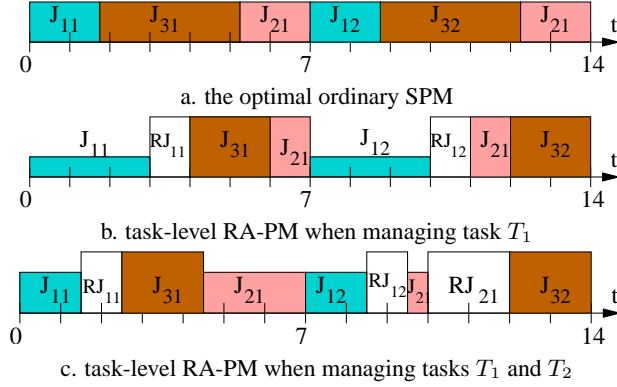 J11 J31 J21 J12 J32 J21 t
0 7 14
a. the optimal ordinary SPM
J11 RJ11 J31 J21 J12 RJ12 J21 J32 t
0 7 14
b. task-level RA-PM when managing task T1
J11 RJ11 J31 J21 J12 RJ12 J21 RJ21 J32 t
0 7 14
c. task-level RA-PM when managing tasks T1 and T2